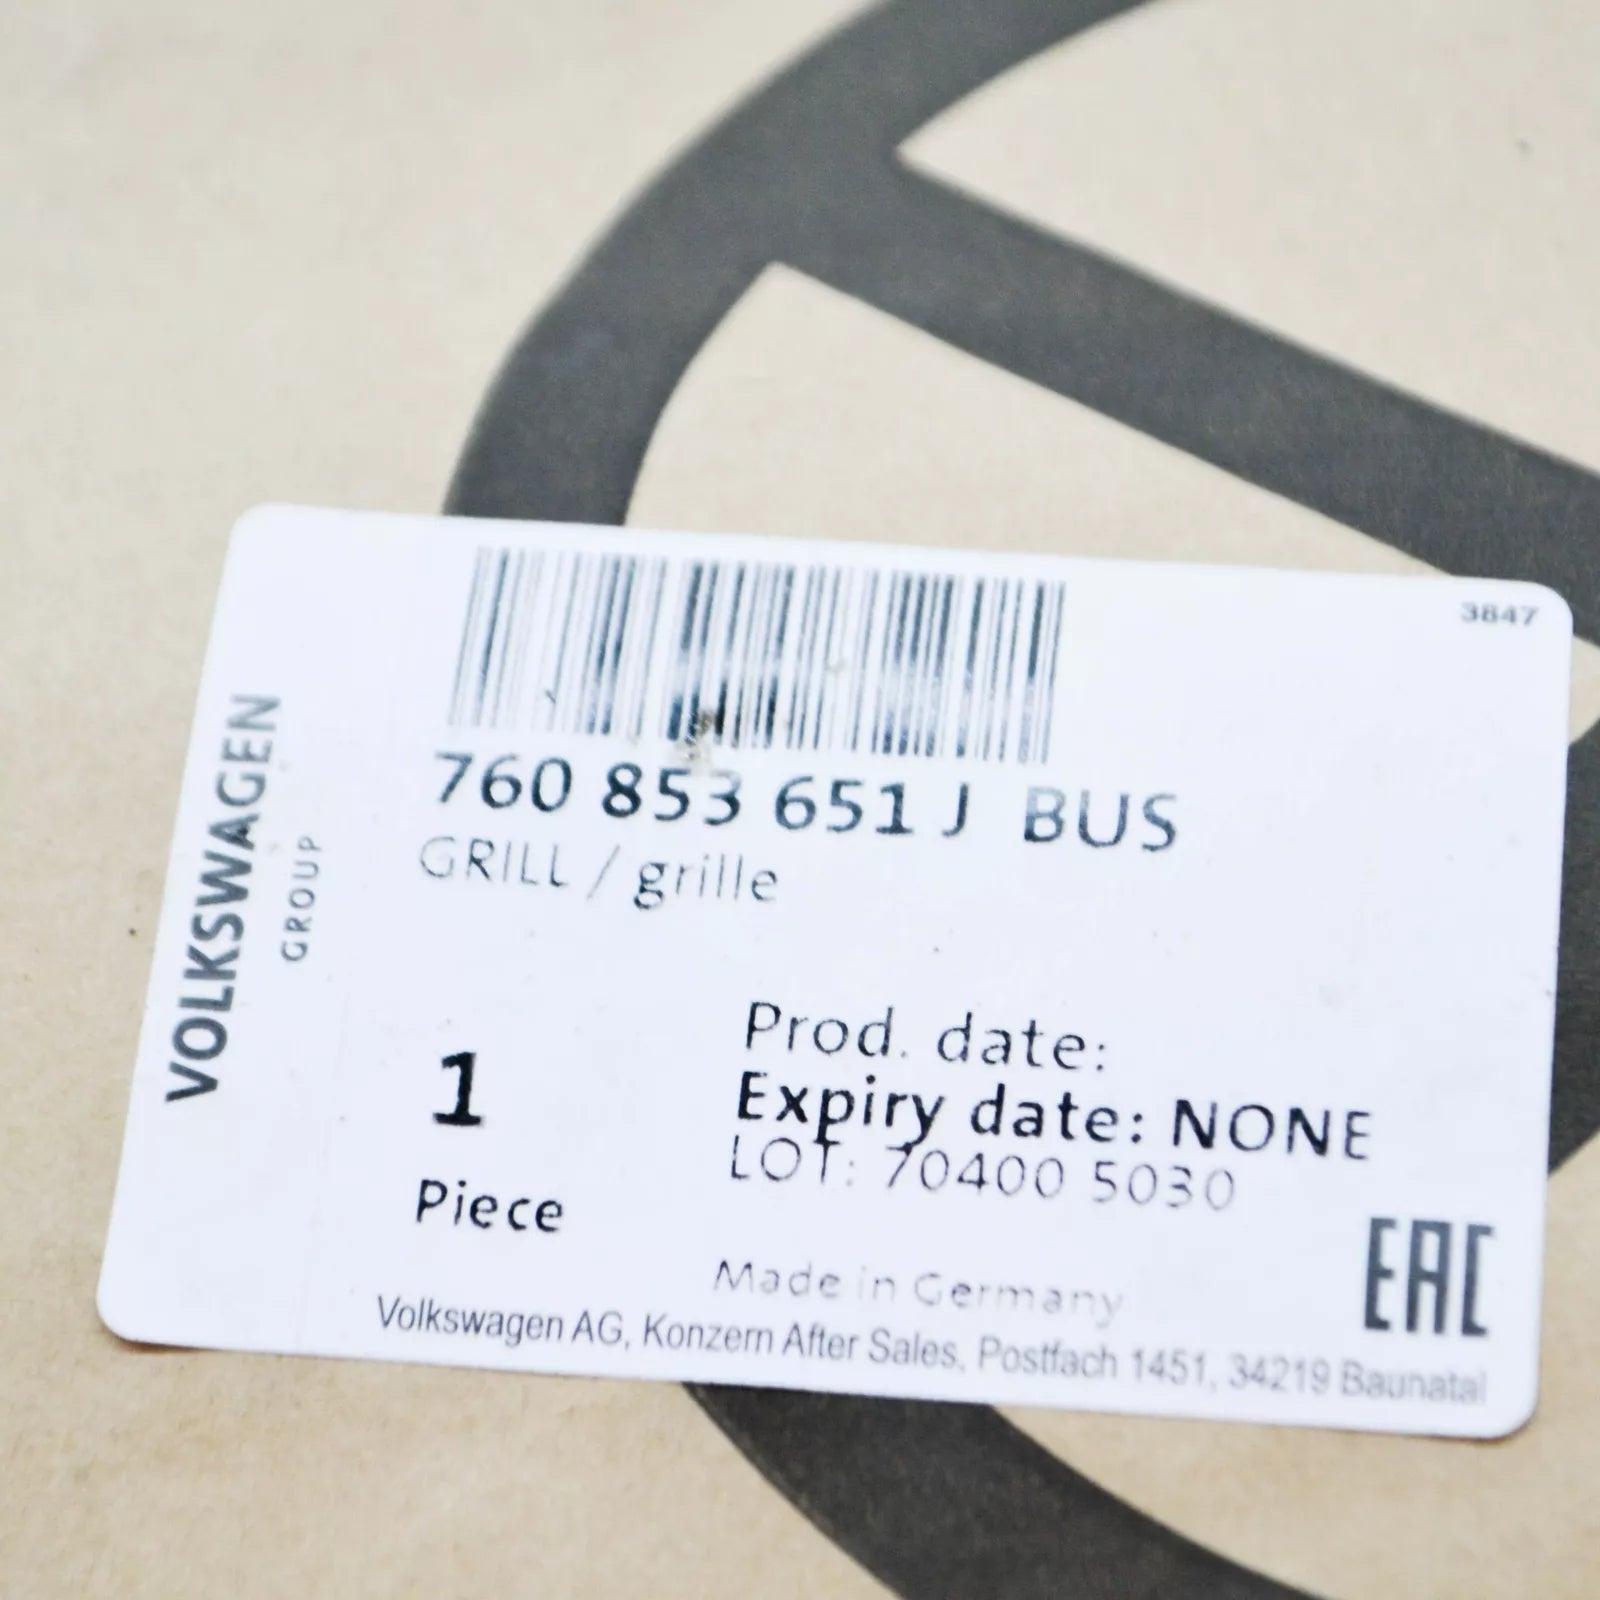 3847
760 853 651 J BUS
GRILL / grille
VOLKSWAGEN
GROUP
1
Piece
Prod. date:
Expiry date: NONE
LOT: 70400 5030
Made in Germany
EAC
Volkswagen AG, Konzern After Sales, Postfach 1451, 34219 Baunatal